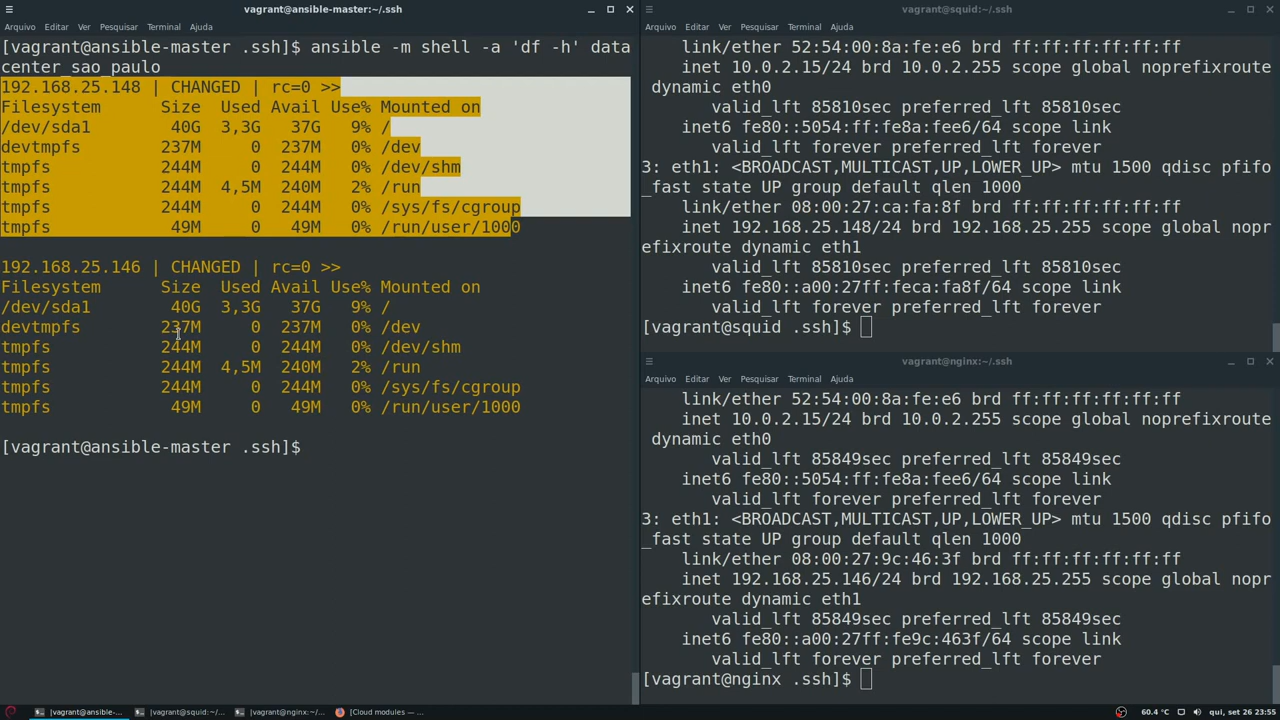 vagrant@ansible-master:~/.ssh
Arquivo Editar Ver Pesquisar Terminal Ajuda
[vagrant@ansible-master .ssh]$ ansible -m shell -a 'df -h' data
center_sao_paulo
192.168.25.148 | CHANGED | rc=0 >>
Filesystem      Size  Used Avail Use% Mounted on
/dev/sda1        40G  3,3G   37G   9% /
devtmpfs        237M     0  237M   0% /dev
tmpfs           244M     0  244M   0% /dev/shm
tmpfs           244M  4,5M  240M   2% /run
tmpfs           244M     0  244M   0% /sys/fs/cgroup
tmpfs            49M     0   49M   0% /run/user/1000
192.168.25.146 | CHANGED | rc=0 >>
Filesystem      Size  Used Avail Use% Mounted on
/dev/sda1        40G  3,3G   37G   9% /
devtmpfs        237M     0  237M   0% /dev
tmpfs           244M     0  244M   0% /dev/shm
tmpfs           244M  4,5M  240M   2% /run
tmpfs           244M     0  244M   0% /sys/fs/cgroup
tmpfs            49M     0   49M   0% /run/user/1000
[vagrant@ansible-master .ssh]$
vagrant@squid:~/.ssh
Arquivo Editar Ver Pesquisar Terminal Ajuda
link/ether 52:54:00:8a:fe:e6 brd ff:ff:ff:ff:ff:ff
inet 10.0.2.15/24 brd 10.0.2.255 scope global noprefixroute
dynamic eth0
valid_lft 85810sec preferred_lft 85810sec
inet6 fe80::5054:ff:fe8a:fee6/64 scope link
valid_lft forever preferred_lft forever
3: eth1: <BROADCAST,MULTICAST,UP,LOWER_UP> mtu 1500 qdisc pfifo
_fast state UP group default qlen 1000
link/ether 08:00:27:ca:fa:8f brd ff:ff:ff:ff:ff:ff
inet 192.168.25.148/24 brd 192.168.25.255 scope global nopr
efixroute dynamic eth1
valid_lft 85810sec preferred_lft 85810sec
inet6 fe80::a00:27ff:feca:fa8f/64 scope link
valid_lft forever preferred_lft forever
[vagrant@squid .ssh]$
vagrant@nginx:~/.ssh
Arquivo Editar Ver Pesquisar Terminal Ajuda
link/ether 52:54:00:8a:fe:e6 brd ff:ff:ff:ff:ff:ff
inet 10.0.2.15/24 brd 10.0.2.255 scope global noprefixroute
dynamic eth0
valid_lft 85849sec preferred_lft 85849sec
inet6 fe80::5054:ff:fe8a:fee6/64 scope link
valid_lft forever preferred_lft forever
3: eth1: <BROADCAST,MULTICAST,UP,LOWER_UP> mtu 1500 qdisc pfifo
_fast state UP group default qlen 1000
link/ether 08:00:27:9c:46:3f brd ff:ff:ff:ff:ff:ff
inet 192.168.25.146/24 brd 192.168.25.255 scope global nopr
efixroute dynamic eth1
valid_lft 85849sec preferred_lft 85849sec
inet6 fe80::a00:27ff:fe9c:463f/64 scope link
valid_lft forever preferred_lft forever
[vagrant@nginx .ssh]$
[vagrant@ansible-... [vagrant@squid:~/... [vagrant@nginx:~/... [Cloud modules — ... 60.4 °C qui, set 26 23:55